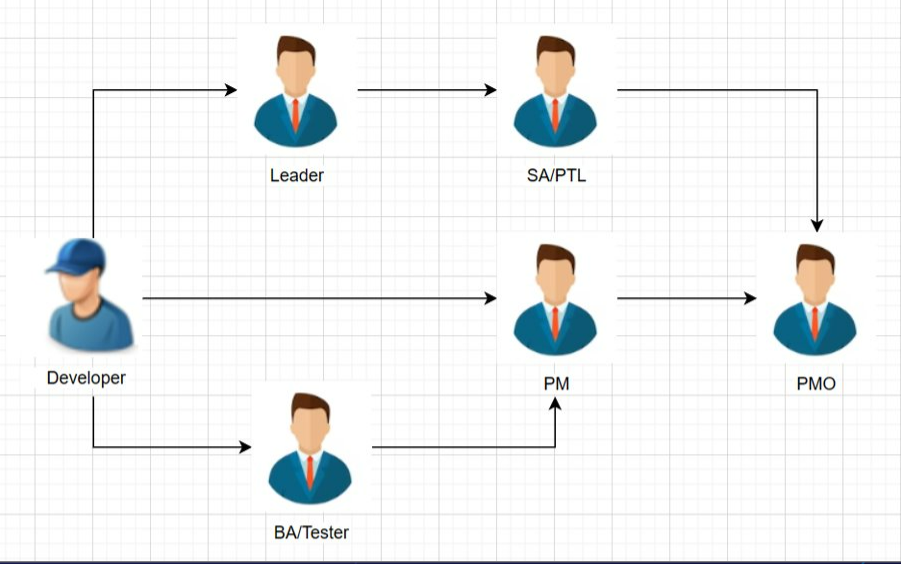 Leader
SA/PTL
Developer
PM
PMO
BA/Tester